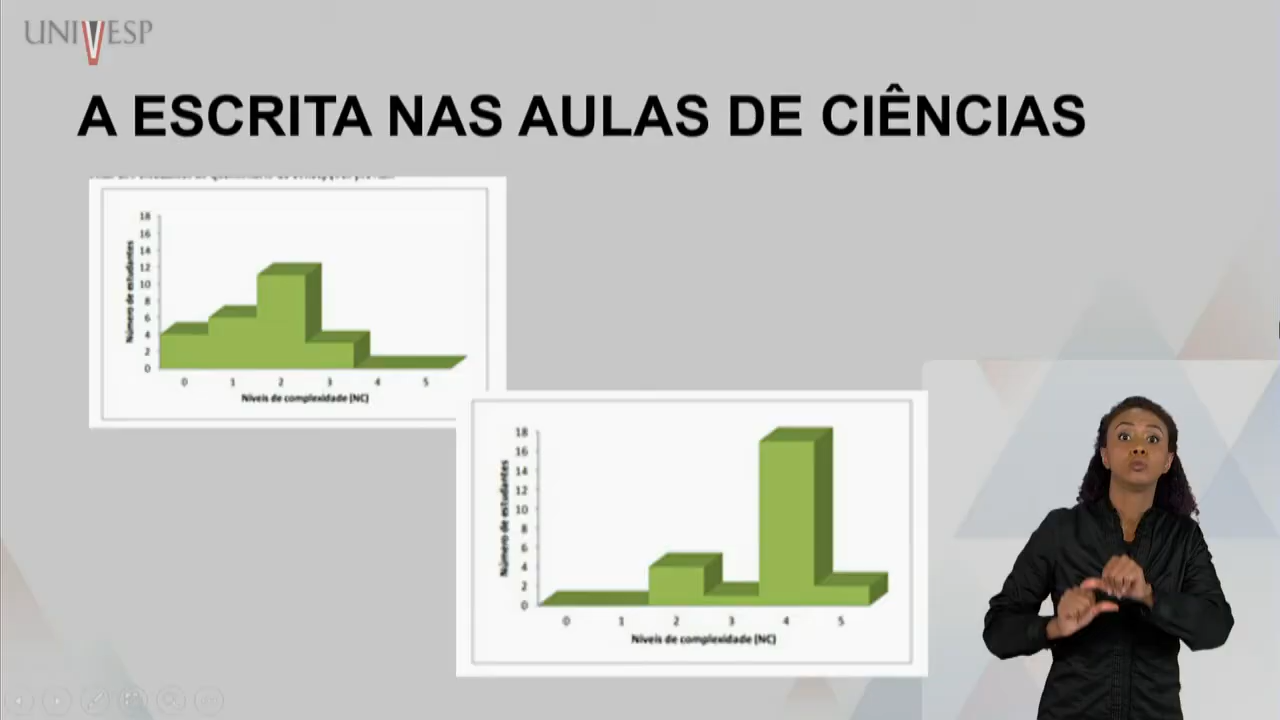 UNIVESP
A ESCRITA NAS AULAS DE CIÊNCIAS
Número de estudantes
18
16
14
12
10
8
6
4
2
0
0 1 2 3 4 5
Níveis de complexidade (NC)
Número de estudantes
18
16
14
12
10
8
6
4
2
0
0 1 2 3 4 5
Níveis de complexidade (NC)